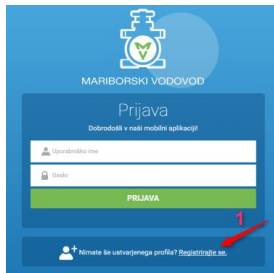 MARIBORSKI VODOVOD
Prijava
Dobrodošli v naši mobilni aplikaciji!
Uporabniško ime
Geslo
PRIJAVA
1
Nimate še ustvarjenega profila? Registrirajte se.